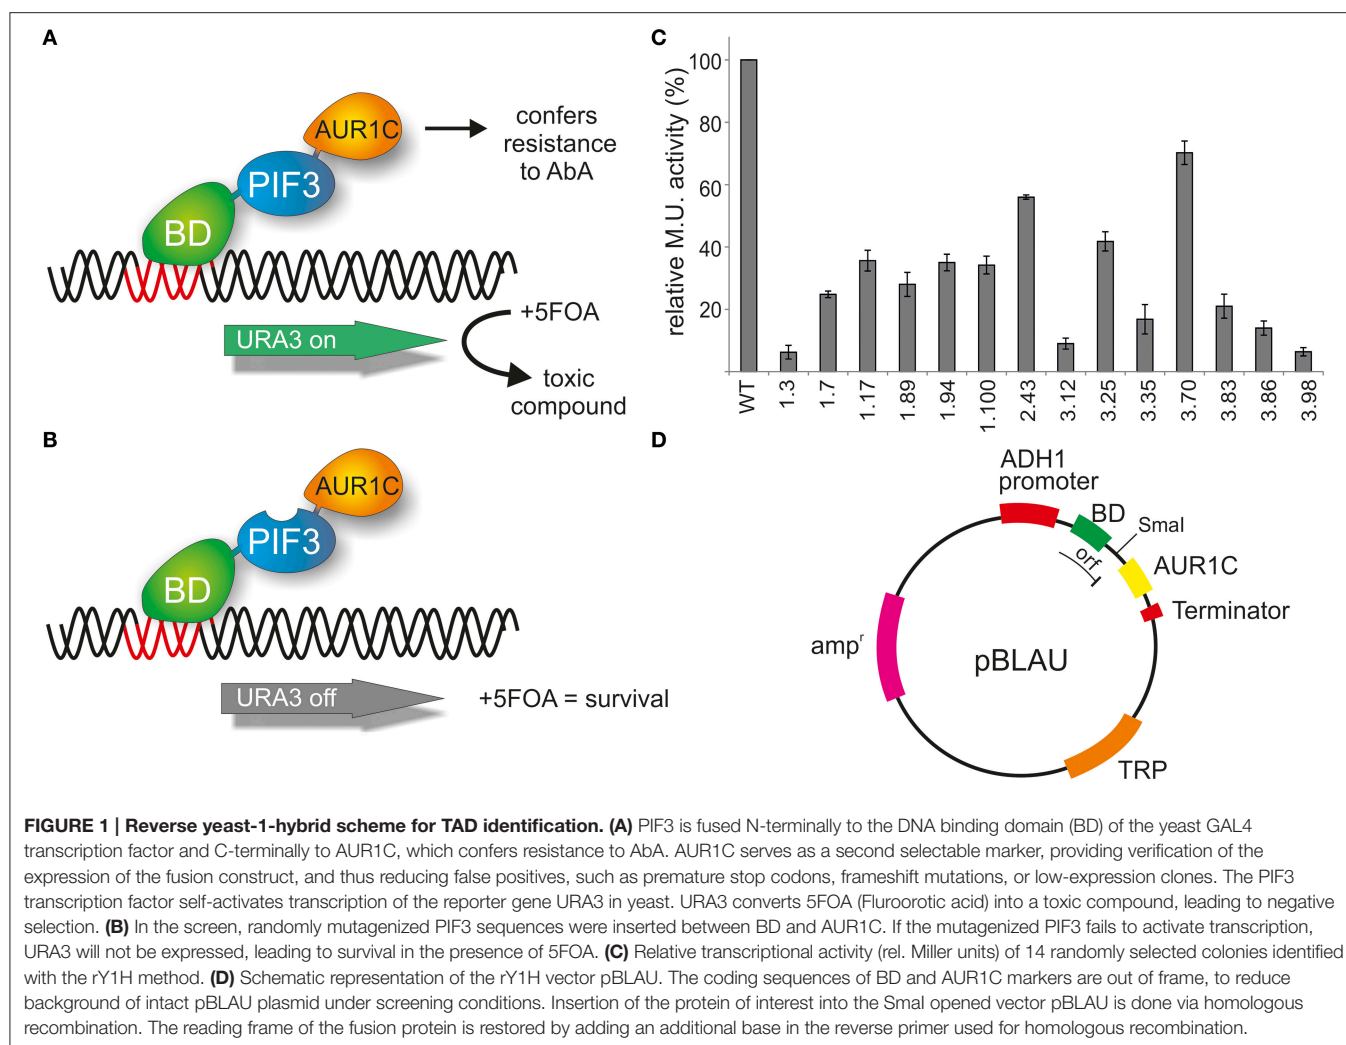 A
AUR1C
PIF3
BD
confers
resistance
to AbA
URA3 on
+5FOA
toxic
compound
B
AUR1C
PIF3
BD
URA3 off
+5FOA = survival
C
relative M.U. activity (%)
100
80
60
40
20
WT
1.3
1.7
1.17
1.89
1.94
1.100
2.43
3.12
3.25
3.35
3.70
3.83
3.86
3.98
D
ADH1
promoter
BD
SmaI
orf
AUR1C
Terminator
amp^r
pBLAU
TRP
FIGURE 1 | Reverse yeast-1-hybrid scheme for TAD identification. (A) PIF3 is fused N-terminally to the DNA binding domain (BD) of the yeast GAL4
transcription factor and C-terminally to AUR1C, which confers resistance to AbA. AUR1C serves as a second selectable marker, providing verification of the
expression of the fusion construct, and thus reducing false positives, such as premature stop codons, frameshift mutations, or low-expression clones. The PIF3
transcription factor self-activates transcription of the reporter gene URA3 in yeast. URA3 converts 5FOA (Fluroorotic acid) into a toxic compound, leading to negative
selection. (B) In the screen, randomly mutagenized PIF3 sequences were inserted between BD and AUR1C. If the mutagenized PIF3 fails to activate transcription,
URA3 will not be expressed, leading to survival in the presence of 5FOA. (C) Relative transcriptional activity (rel. Miller units) of 14 randomly selected colonies identified
with the rY1H method. (D) Schematic representation of the rY1H vector pBLAU. The coding sequences of BD and AUR1C markers are out of frame, to reduce
background of intact pBLAU plasmid under screening conditions. Insertion of the protein of interest into the SmaI opened vector pBLAU is done via homologous
recombination. The reading frame of the fusion protein is restored by adding an additional base in the reverse primer used for homologous recombination.